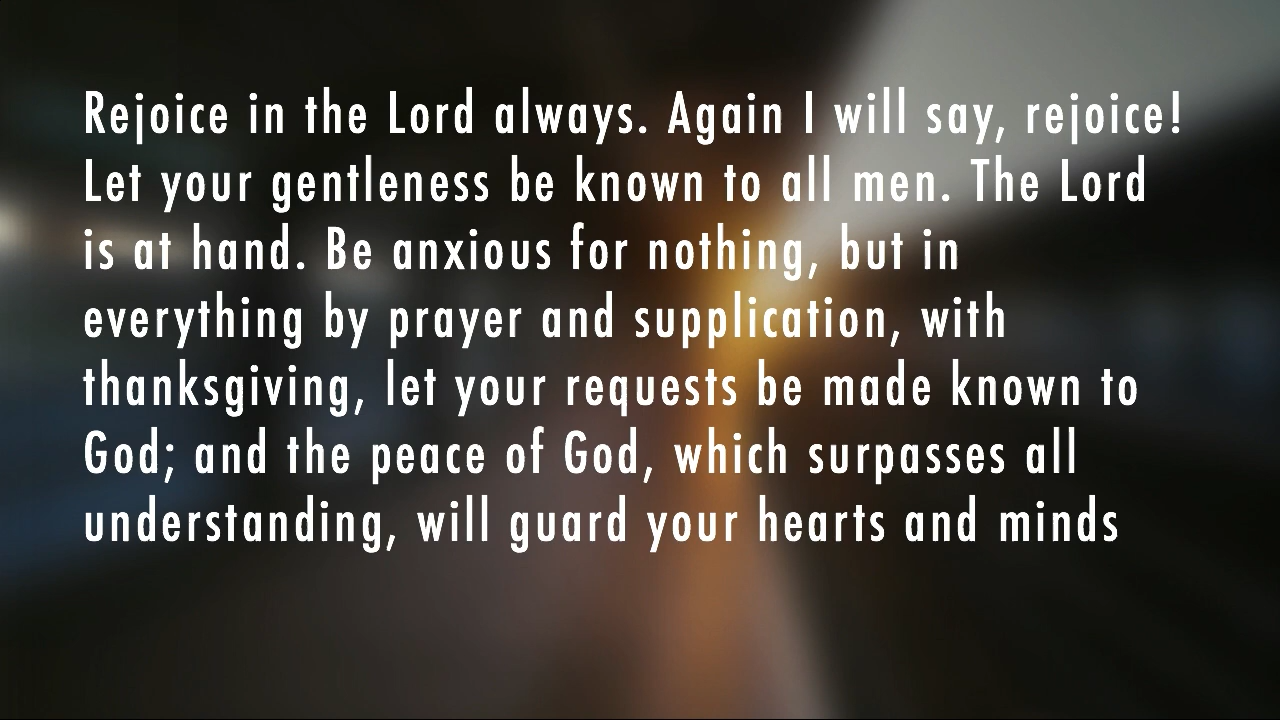 Rejoice in the Lord always. Again I will say, rejoice!
Let your gentleness be known to all men. The Lord
is at hand. Be anxious for nothing, but in
everything by prayer and supplication, with
thanksgiving, let your requests be made known to
God; and the peace of God, which surpasses all
understanding, will guard your hearts and minds